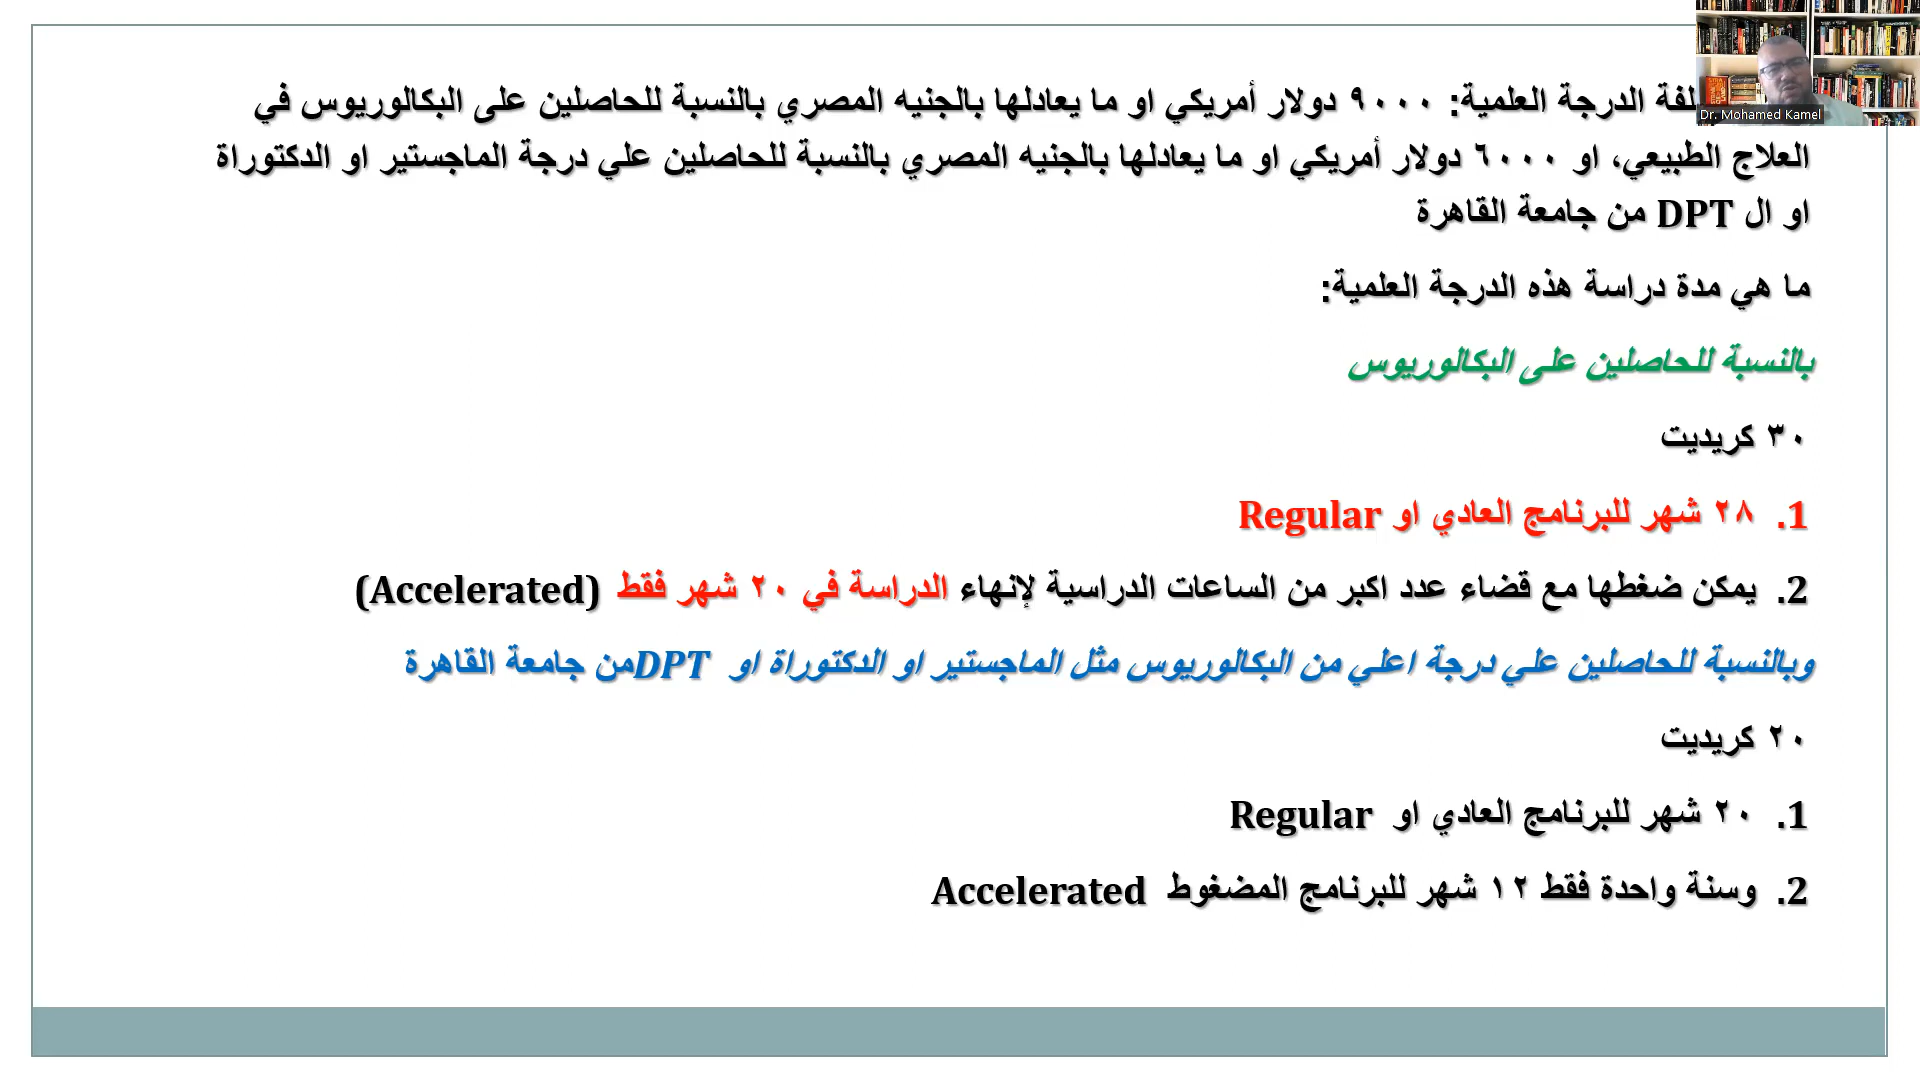 الدرجة العلمية: ٩٠٠٠ دولار أمريكي او ما يعادلها بالجنيه المصري بالنسبة للحاصلين على البكالوريوس في
العلاج الطبيعي، او ٦٠٠٠ دولار أمريكي او ما يعادلها بالجنيه المصري بالنسبة للحاصلين علي درجة الماجستير او الدكتوراة
او ال DPT من جامعة القاهرة
ما هي مدة دراسة هذه الدرجة العلمية:
بالنسبة للحاصلين على البكالوريوس
٣٠ كريديت
1. ٢٨ شهر للبرنامج العادي او Regular
2. يمكن ضغطها مع قضاء عدد اكبر من الساعات الدراسية لإنهاء الدراسة في ٢٠ شهر فقط (Accelerated)
وبالنسبة للحاصلين علي درجة اعلي من البكالوريوس مثل الماجستير او الدكتوراة او DPTمن جامعة القاهرة
٢٠ كريديت
1. ٢٠ شهر للبرنامج العادي او Regular
2. وسنة واحدة فقط ١٢ شهر للبرنامج المضغوط Accelerated
Dr. Mohamed Kamel